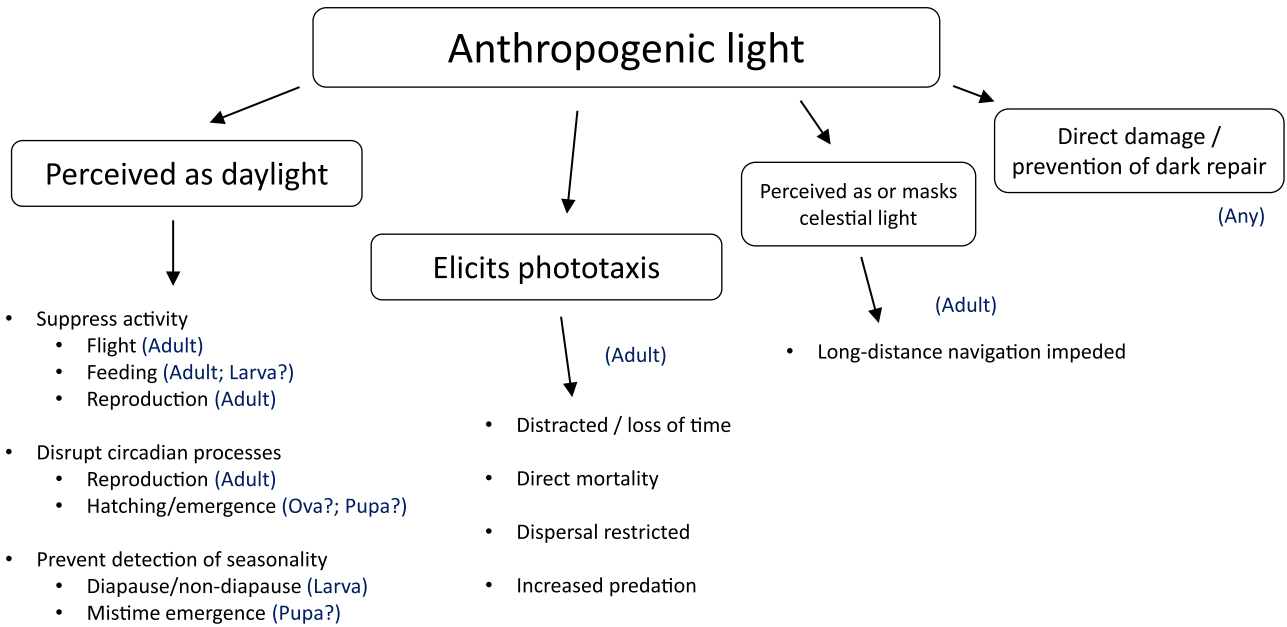 Anthropogenic light
Perceived as daylight
• Suppress activity
• Flight (Adult)
• Feeding (Adult; Larva?)
• Reproduction (Adult)
• Disrupt circadian processes
• Reproduction (Adult)
• Hatching/emergence (Ova?; Pupa?)
• Prevent detection of seasonality
• Diapause/non-diapause (Larva)
• Mistime emergence (Pupa?)
Elicits phototaxis
(Adult)
• Distracted / loss of time
• Direct mortality
• Dispersal restricted
• Increased predation
Perceived as or masks
celestial light
(Adult)
• Long-distance navigation impeded
Direct damage /
prevention of dark repair
(Any)